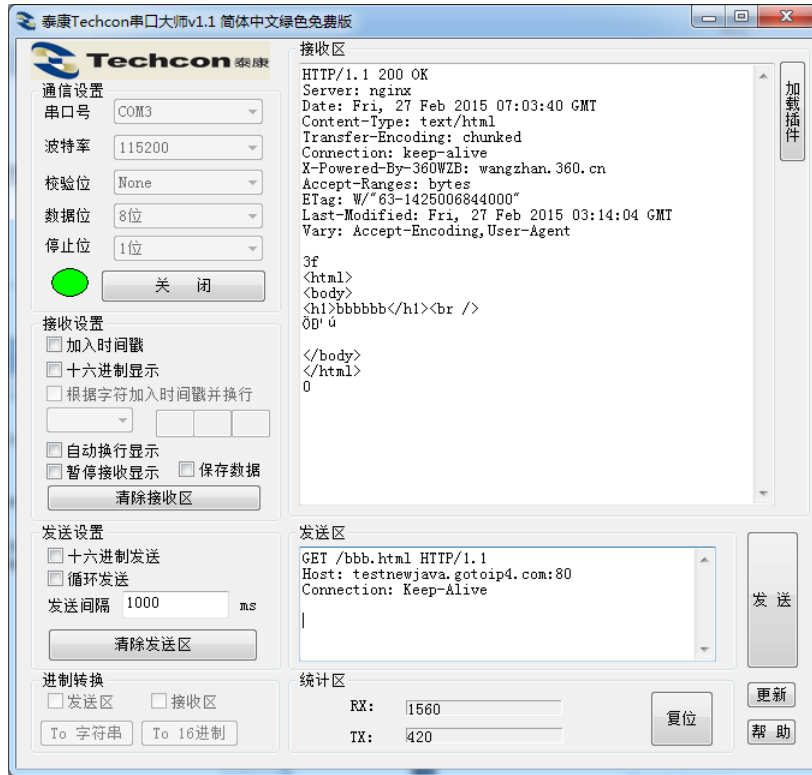 泰康Techcon串口大师v1.1 简体中文绿色免费版
Techcon 泰康
通信设置
串口号 COM3
波特率 115200
校验位 None
数据位 8位
停止位 1位
关 闭
接收设置
加入时间戳
十六进制显示
根据字符加入时间戳并换行
自动换行显示
暂停接收显示 保存数据
清除接收区
发送设置
十六进制发送
循环发送
发送间隔 1000 ms
清除发送区
进制转换
发送区 接收区
To 字符串 To 16进制
接收区
HTTP/1.1 200 OK
Server: nginx
Date: Fri, 27 Feb 2015 07:03:40 GMT
Content-Type: text/html
Transfer-Encoding: chunked
Connection: keep-alive
X-Powered-By-360WZB: wangzhan.360.cn
Accept-Ranges: bytes
ETag: W/"63-1425006844000"
Last-Modified: Fri, 27 Feb 2015 03:14:04 GMT
Vary: Accept-Encoding,User-Agent
3f
<html>
<body>
<h1>bbbbbb</h1><br />
ÖÐ'ú
</body>
</html>
0
加载插件
发送区
GET /bbb.html HTTP/1.1
Host: testnewjava.gotoip4.com:80
Connection: Keep-Alive
发 送
统计区
RX: 1560
TX: 420
复位
更新
帮 助